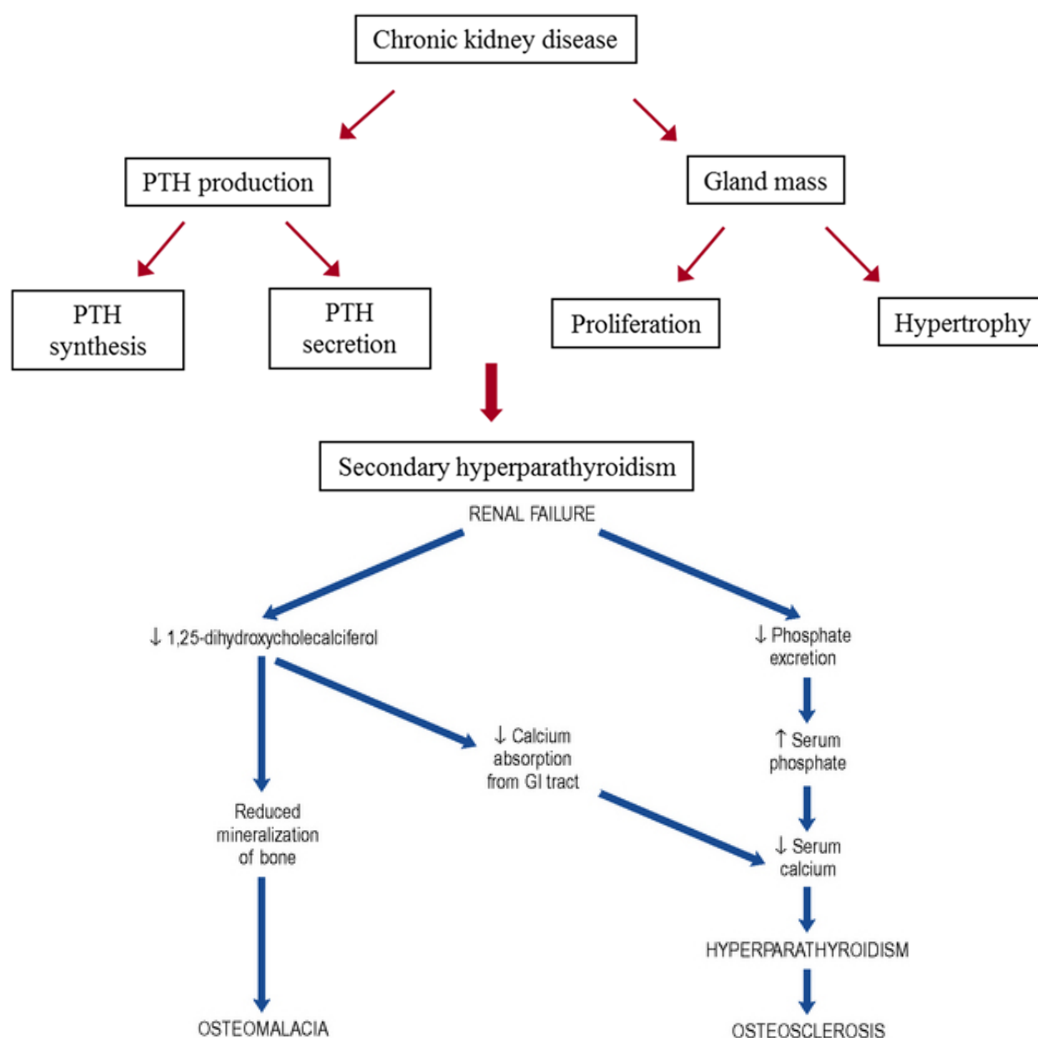 Chronic kidney disease
PTH production
Gland mass
PTH
synthesis
PTH
secretion
Proliferation
Hypertrophy
Secondary hyperparathyroidism
RENAL FAILURE
↓ 1,25-dihydroxycholecalciferol
↓ Phosphate
excretion
↓ Calcium
absorption
from GI tract
↑ Serum
phosphate
Reduced
mineralization
of bone
↓ Serum
calcium
HYPERPARATHYROIDISM
OSTEOMALACIA
OSTEOSCLEROSIS